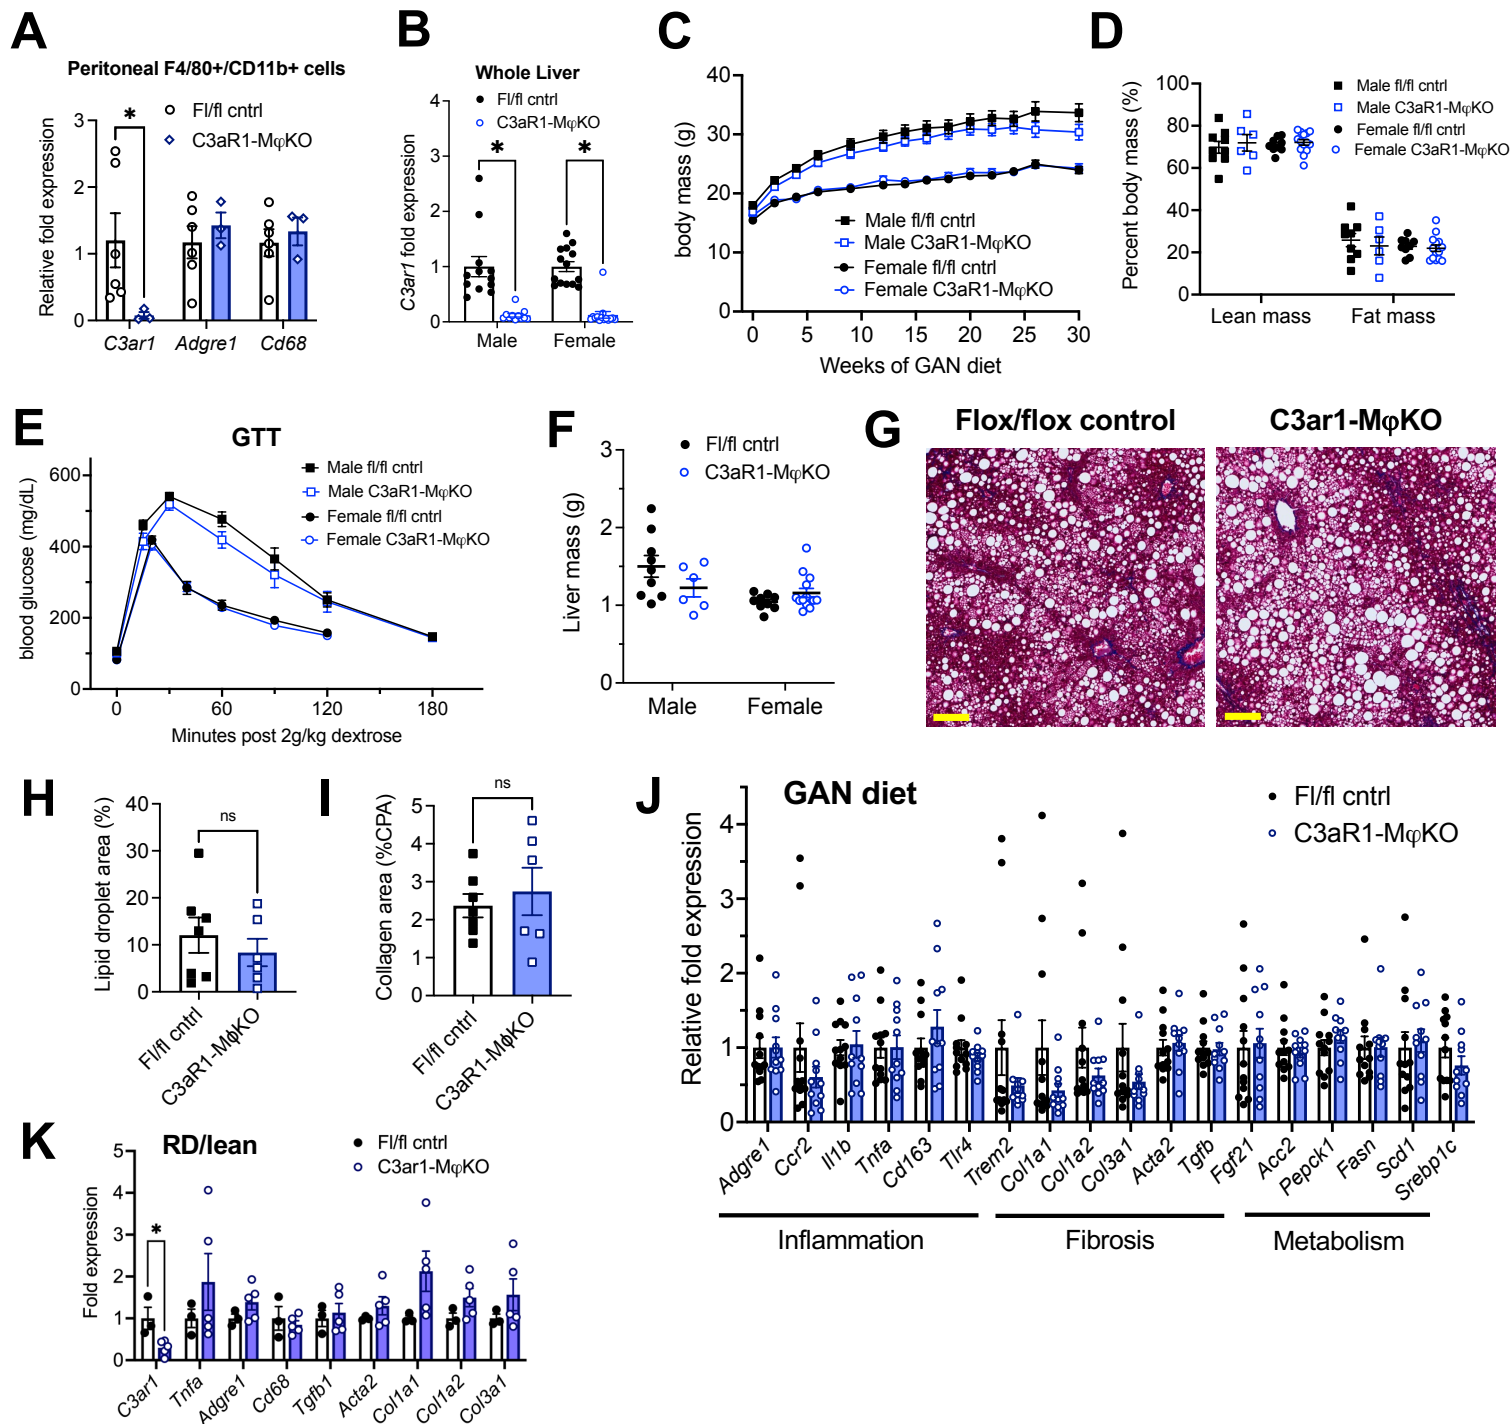 A
Peritoneal F4/80+/CD11b+ cells
Relative fold expression
3
2
1
0
*
Fl/fl cntrl
C3aR1-MφKO
C3ar1 Adgre1 Cd68
B
Whole Liver
Fl/fl cntrl
C3aR1-MφKO
C3ar1 fold expression
4
3
2
1
0
* *
Male Female
C
body mass (g)
40
30
20
10
0
Male fl/fl cntrl
Male C3aR1-MφKO
Female fl/fl cntrl
Female C3aR1-MφKO
0 5 10 15 20 25 30
Weeks of GAN diet
D
Percent body mass (%)
100
80
60
40
20
0
Male fl/fl cntrl
Male C3aR1-MφKO
Female fl/fl cntrl
Female C3aR1-MφKO
Lean mass Fat mass
E
GTT
blood glucose (mg/dL)
600
400
200
0
Male fl/fl cntrl
Male C3aR1-MφKO
Female fl/fl cntrl
Female C3aR1-MφKO
0 60 120 180
Minutes post 2g/kg dextrose
F
Liver mass (g)
3
2
1
0
Fl/fl cntrl
C3aR1-MφKO
Male Female
G
Flox/flox control C3ar1-MφKO
H
Lipid droplet area (%)
40
30
20
10
0
ns
Fl/fl cntrl
C3aR1-MφKO
I
Collagen area (%CPA)
5
4
3
2
1
0
ns
Fl/fl cntrl
C3aR1-MφKO
J
GAN diet
Relative fold expression
4
3
2
1
0
Fl/fl cntrl
C3aR1-MφKO
Adgre1 Ccr2 Il1b Tnfa Cd163 Tlr4 Trem2 Col1a1 Col1a2 Col3a1 Acta2 Tgfb Fgf21 Acc2 Pepck1 Fasn Scd1 Srebp1c
Inflammation Fibrosis Metabolism
K
RD/lean
Fold expression
5
4
3
2
1
0
*
Fl/fl cntrl
C3ar1-MφKO
C3ar1 Tnfa Adgre1 Cd68 Tgfb1 Acta2 Col1a1 Col1a2 Col3a1